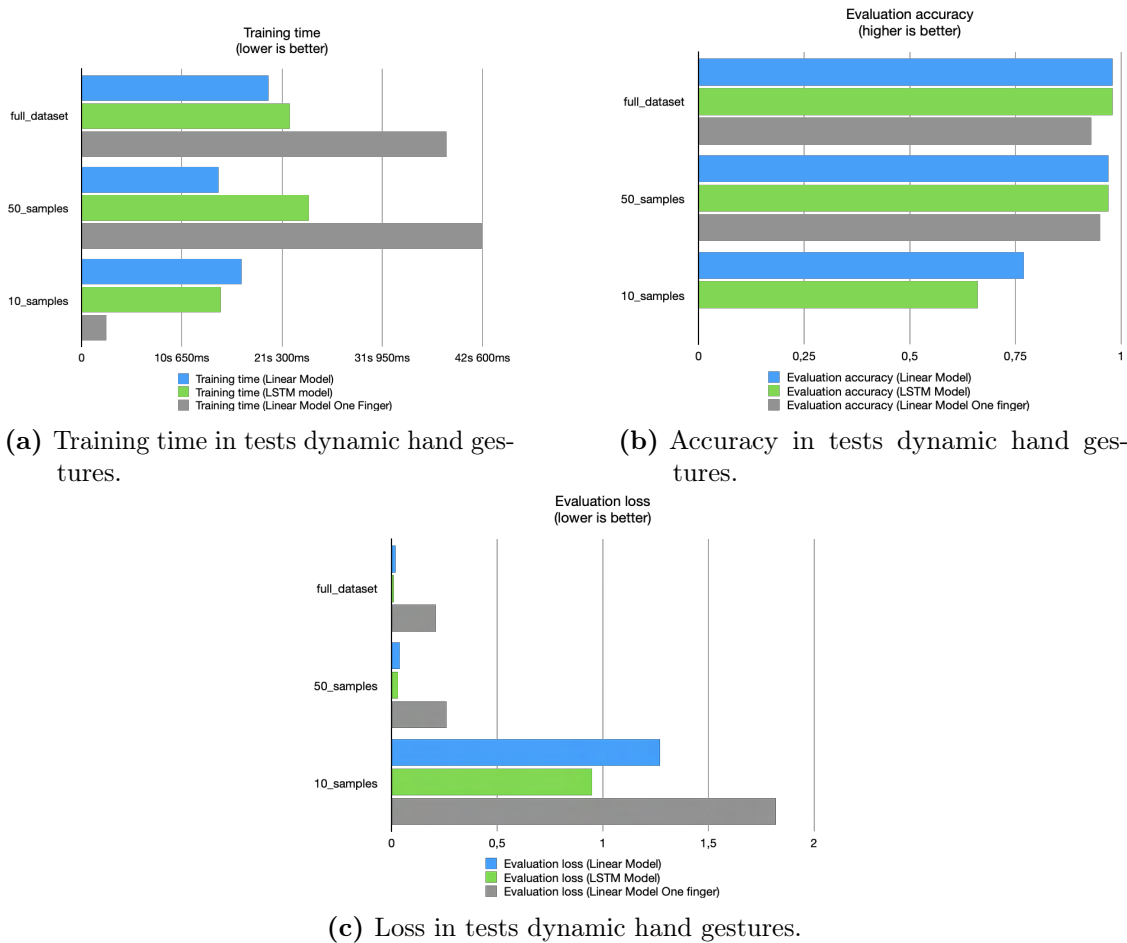 Training time
(lower is better)
full_dataset
50_samples
10_samples
0
10s 650ms
21s 300ms
31s 950ms
42s 600ms
Training time (Linear Model)
Training time (LSTM model)
Training time (Linear Model One Finger)
(a) Training time in tests dynamic hand ges-
tures.
Evaluation accuracy
(higher is better)
full_dataset
50_samples
10_samples
0
0,25
0,5
0,75
1
Evaluation accuracy (Linear Model)
Evaluation accuracy (LSTM Model)
Evaluation accuracy (Linear Model One finger)
(b) Accuracy in tests dynamic hand ges-
tures.
Evaluation loss
(lower is better)
full_dataset
50_samples
10_samples
0
0,5
1
1,5
2
Evaluation loss (Linear Model)
Evaluation loss (LSTM Model)
Evaluation loss (Linear Model One finger)
(c) Loss in tests dynamic hand gestures.